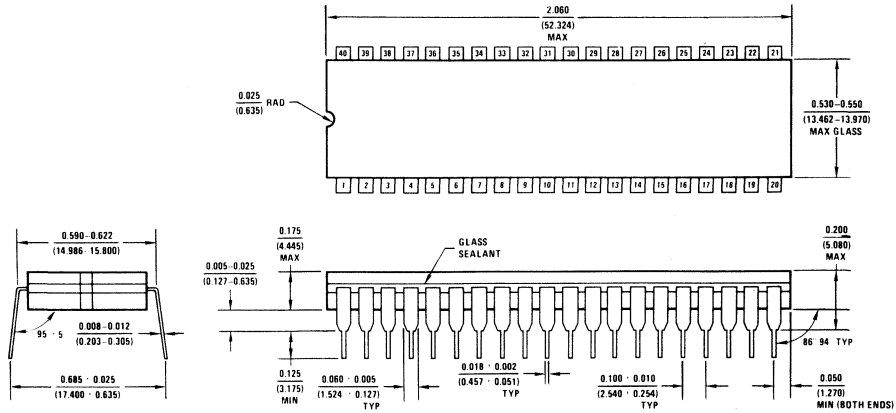 2.060
(52.324)
MAX
40 39 38 37 36 35 34 33 32 31 30 29 28 27 26 25 24 23 22 21
0.025
(0.635)
RAD
0.530–0.550
(13.462–13.970)
MAX GLASS
1 2 3 4 5 6 7 8 9 10 11 12 13 14 15 16 17 18 19 20
0.590–0.622
(14.986 · 15.800)
0.175
(4.445)
MAX
GLASS
SEALANT
0.200
(5.080)
MAX
0.005–0.025
(0.127–0.635)
95 · 5
0.008–0.012
(0.203–0.305)
86 · 94 TYP
0.685 · 0.025
(17.400 · 0.635)
0.125
(3.175)
MIN
0.060 · 0.005
(1.524 · 0.127)
TYP
0.018 · 0.002
(0.457 · 0.051)
TYP
0.100 · 0.010
(2.540 · 0.254)
TYP
0.050
(1.270)
MIN (BOTH ENDS)